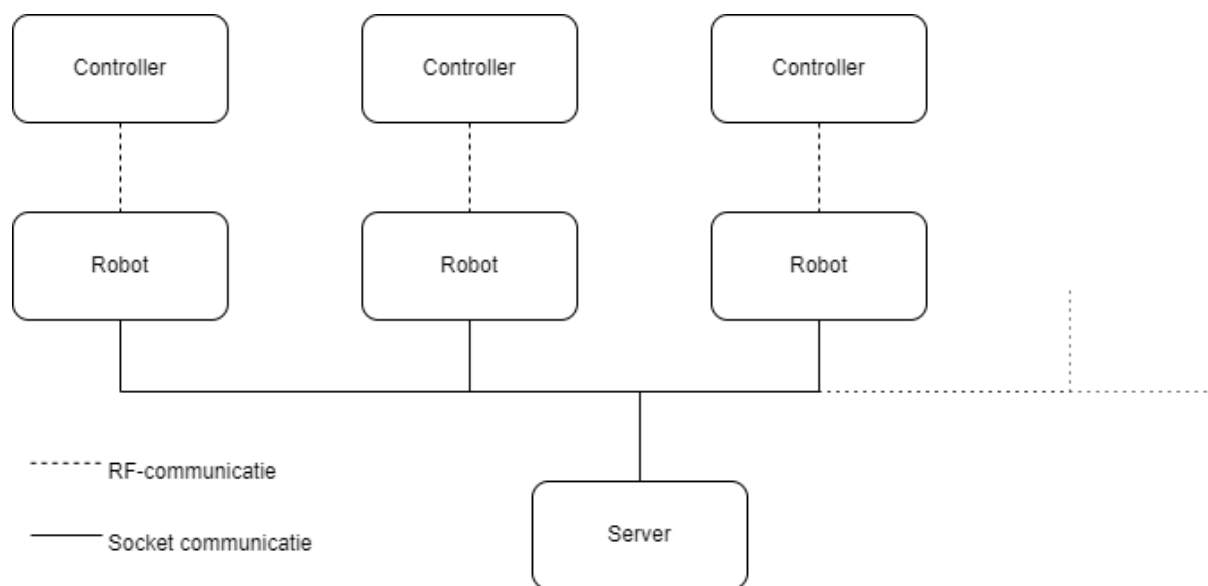 Controller
Controller
Controller
Robot
Robot
Robot
RF-communicatie
Socket communicatie
Server